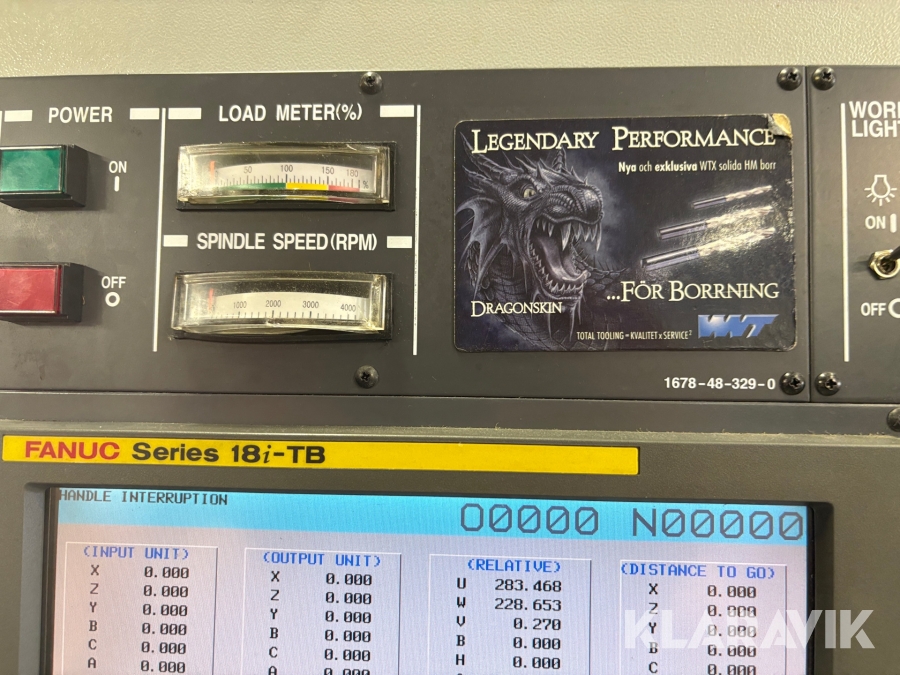 POWER
ON
OFF
LOAD METER(%)
50 100 150 180 %
SPINDLE SPEED(RPM)
1000 2000 3000 4000
LEGENDARY PERFORMANCE
Nya och exklusiva WTX solida HM borr
DRAGONSKIN
...FÖR BORRNING
TOTAL TOOLING = KVALITET x SERVICE²
WNT
1678-48-329-0
WORK
LIGHT
ON
OFF
FANUC Series 18i-TB
HANDLE INTERRUPTION
O0000 N00000
(INPUT UNIT)
X 0.000
Z 0.000
Y 0.000
B 0.000
C 0.000
A 0.000
(OUTPUT UNIT)
X 0.000
Z 0.000
Y 0.000
B 0.000
C 0.000
A 0.000
(RELATIVE)
U 283.468
W 228.653
V 0.270
B 0.000
H 0.000
(DISTANCE TO GO)
X 0.000
Z 0.000
Y 0.000
B 0.000
C 0.000
KLARAVIK